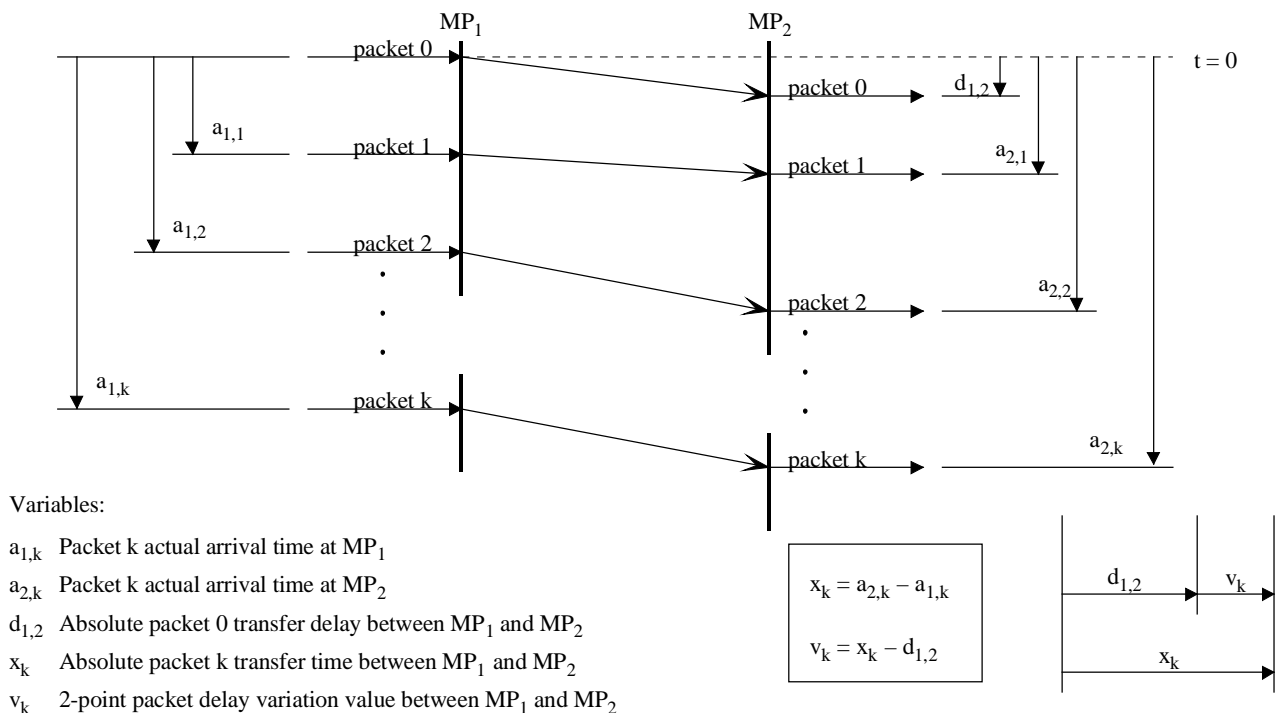 MP1 MP2
packet 0
t = 0
packet 0
d1,2
a1,1
packet 1
packet 1
a2,1
a1,2
packet 2
a2,2
packet 2
a1,k
packet k
a2,k
packet k
Variables:
a1,k Packet k actual arrival time at MP1
a2,k Packet k actual arrival time at MP2
d1,2 Absolute packet 0 transfer delay between MP1 and MP2
xk Absolute packet k transfer time between MP1 and MP2
vk 2-point packet delay variation value between MP1 and MP2
xk = a2,k – a1,k
vk = xk – d1,2
d1,2 vk
xk